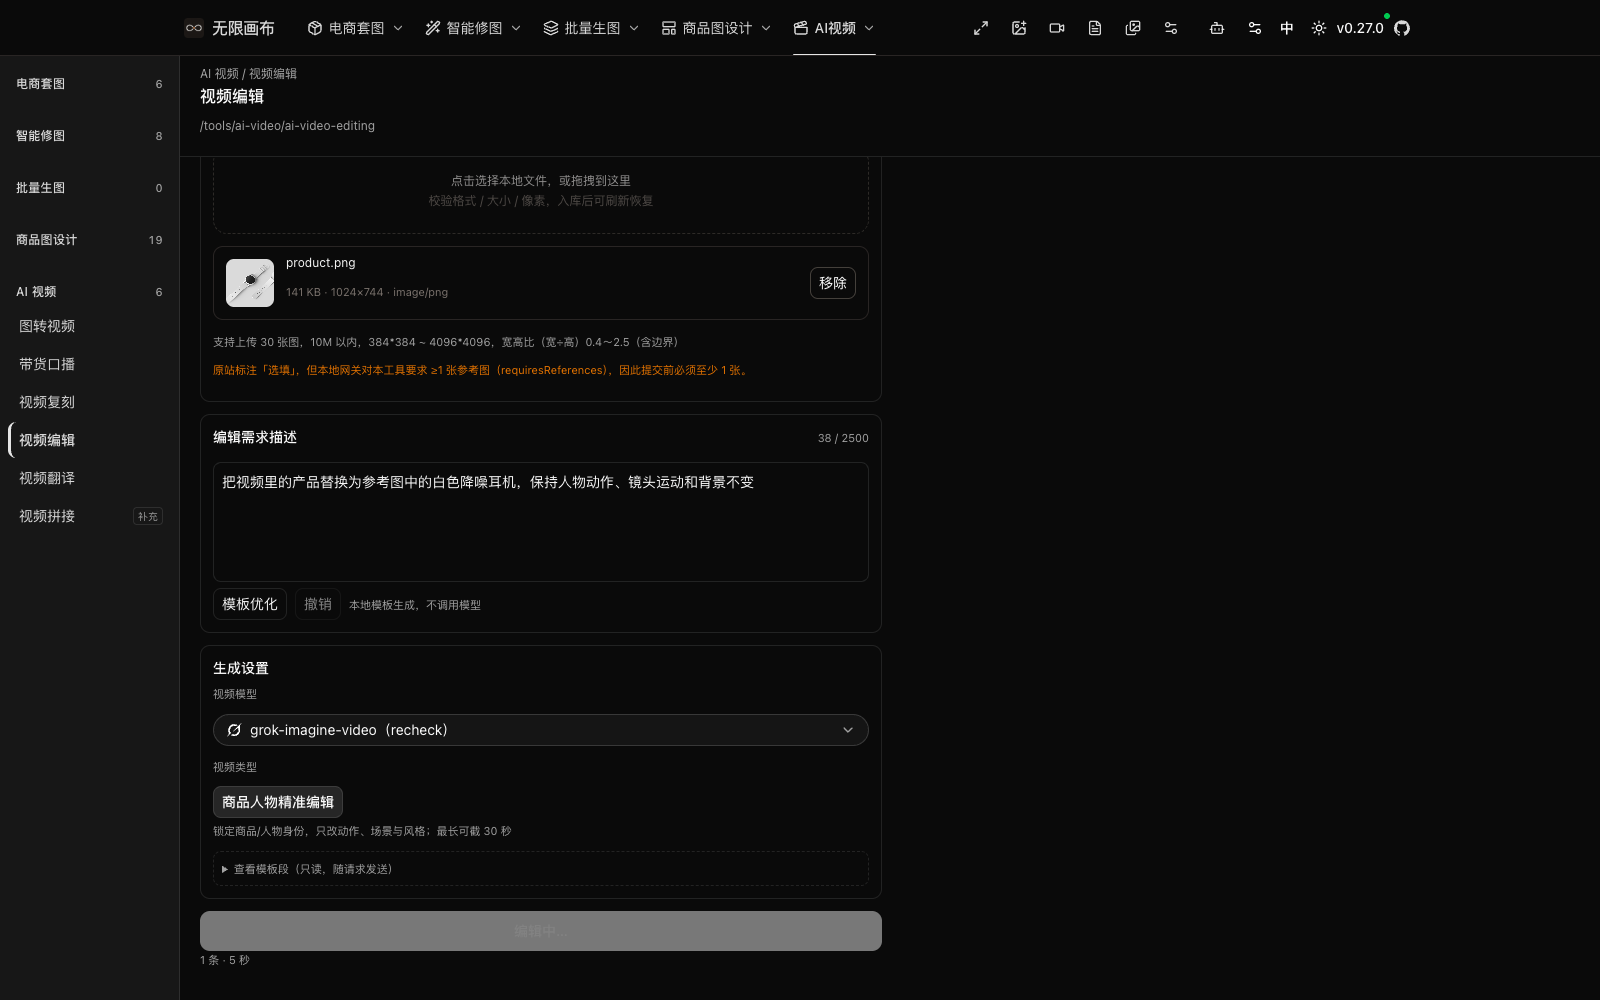 无限画布
电商套图
智能修图
批量生图
商品图设计
AI视频
中
v0.27.0
电商套图 6
智能修图 8
批量生图 0
商品图设计 19
AI 视频 6
图转视频
带货口播
视频复刻
视频编辑
视频翻译
视频拼接 补充
AI 视频 / 视频编辑
视频编辑
/tools/ai-video/ai-video-editing
点击选择本地文件，或拖拽到这里
校验格式 / 大小 / 像素，入库后可刷新恢复
product.png
141 KB · 1024×744 · image/png
移除
支持上传 30 张图，10M 以内，384*384 ~ 4096*4096，宽高比（宽÷高）0.4～2.5（含边界）
原站标注「选填」，但本地网关对本工具要求 ≥1 张参考图（requiresReferences），因此提交前必须至少 1 张。
编辑需求描述 38 / 2500
把视频里的产品替换为参考图中的白色降噪耳机，保持人物动作、镜头运动和背景不变
模板优化 撤销 本地模板生成，不调用模型
生成设置
视频模型
grok-imagine-video（recheck）
视频类型
商品人物精准编辑
锁定商品/人物身份，只改动作、场景与风格；最长可截 30 秒
查看模板段（只读，随请求发送）
编辑中...
1 条 · 5 秒